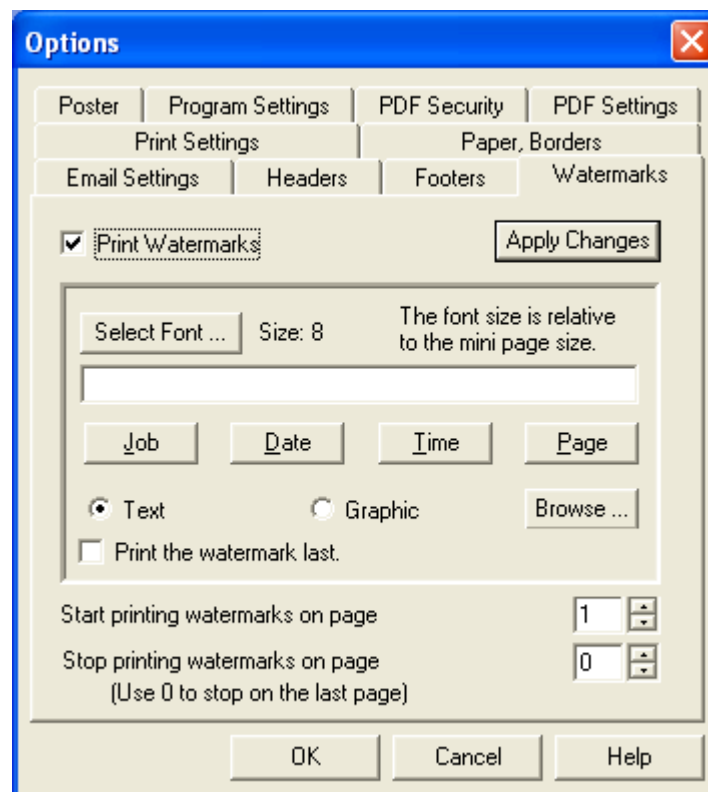 Options
Poster Program Settings PDF Security PDF Settings
Print Settings Paper, Borders
Email Settings Headers Footers Watermarks
Print Watermarks Apply Changes
Select Font ... Size: 8 The font size is relative
to the mini page size.
Job Date Time Page
Text Graphic Browse ...
Print the watermark last.
Start printing watermarks on page 1
Stop printing watermarks on page 0
(Use 0 to stop on the last page)
OK Cancel Help